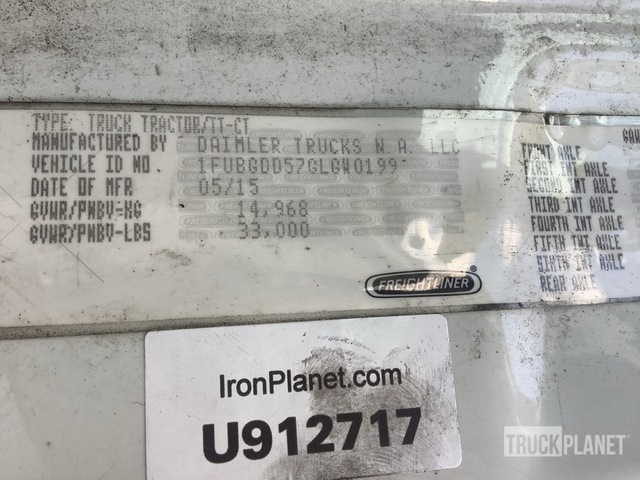 TYPE: TRUCK TRACTOR/TT-CT
MANUFACTURED BY DAIMLER TRUCKS N.A. LLC
VEHICLE ID NO 1FUBGDD57GLGW0199
DATE OF MFR 05/15
GVWR/PNBV-KG 14,968
GVWR/PNBV-LBS 33,000
FRONT AXLE
FIRST INT AXLE
SECOND INT AXLE
THIRD INT AXLE
FOURTH INT AXLE
FIFTH INT AXLE
SIXTH INT AXLE
REAR AXLE
FREIGHTLINER®
IronPlanet.com
U912717
TRUCKPLANET